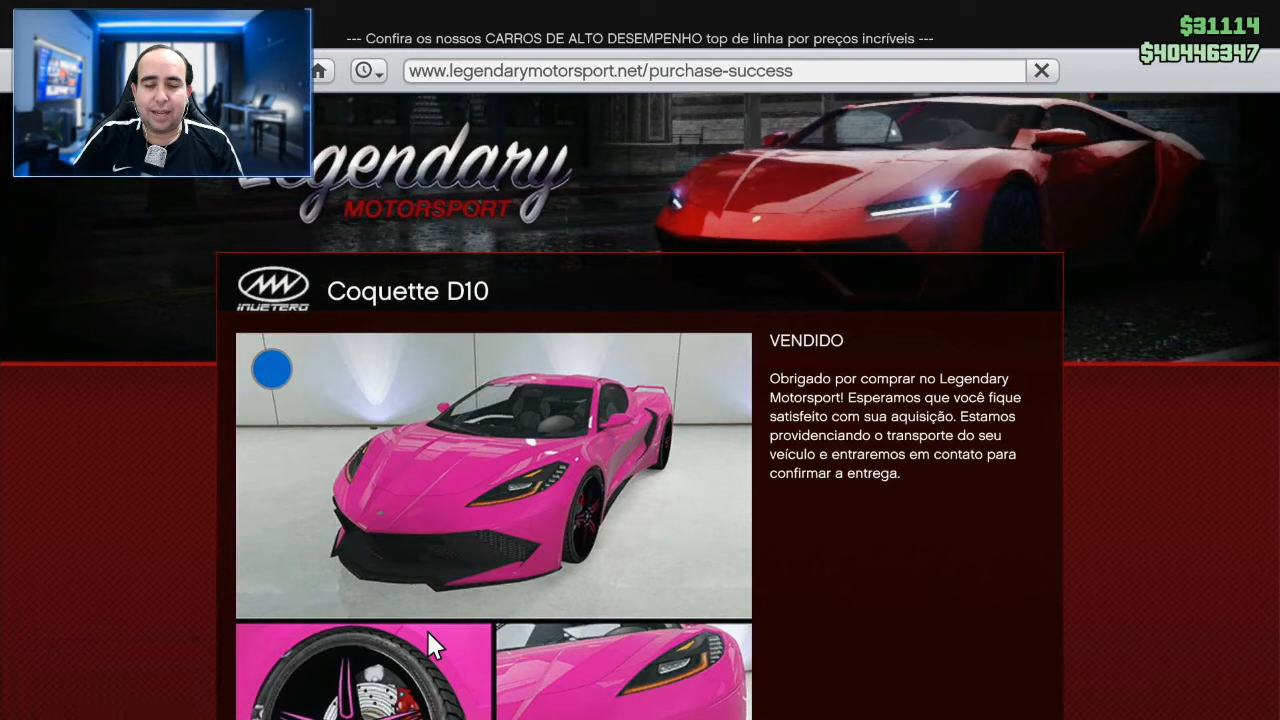 $31114
--- Confira os nossos CARROS DE ALTO DESEMPENHO top de linha por preços incríveis ---
$40446347
www.legendarymotorsport.net/purchase-success
Legendary
MOTORSPORT
INVETERO
Coquette D10
VENDIDO
Obrigado por comprar no Legendary
Motorsport! Esperamos que você fique
satisfeito com sua aquisição. Estamos
providenciando o transporte do seu
veículo e entraremos em contato para
confirmar a entrega.